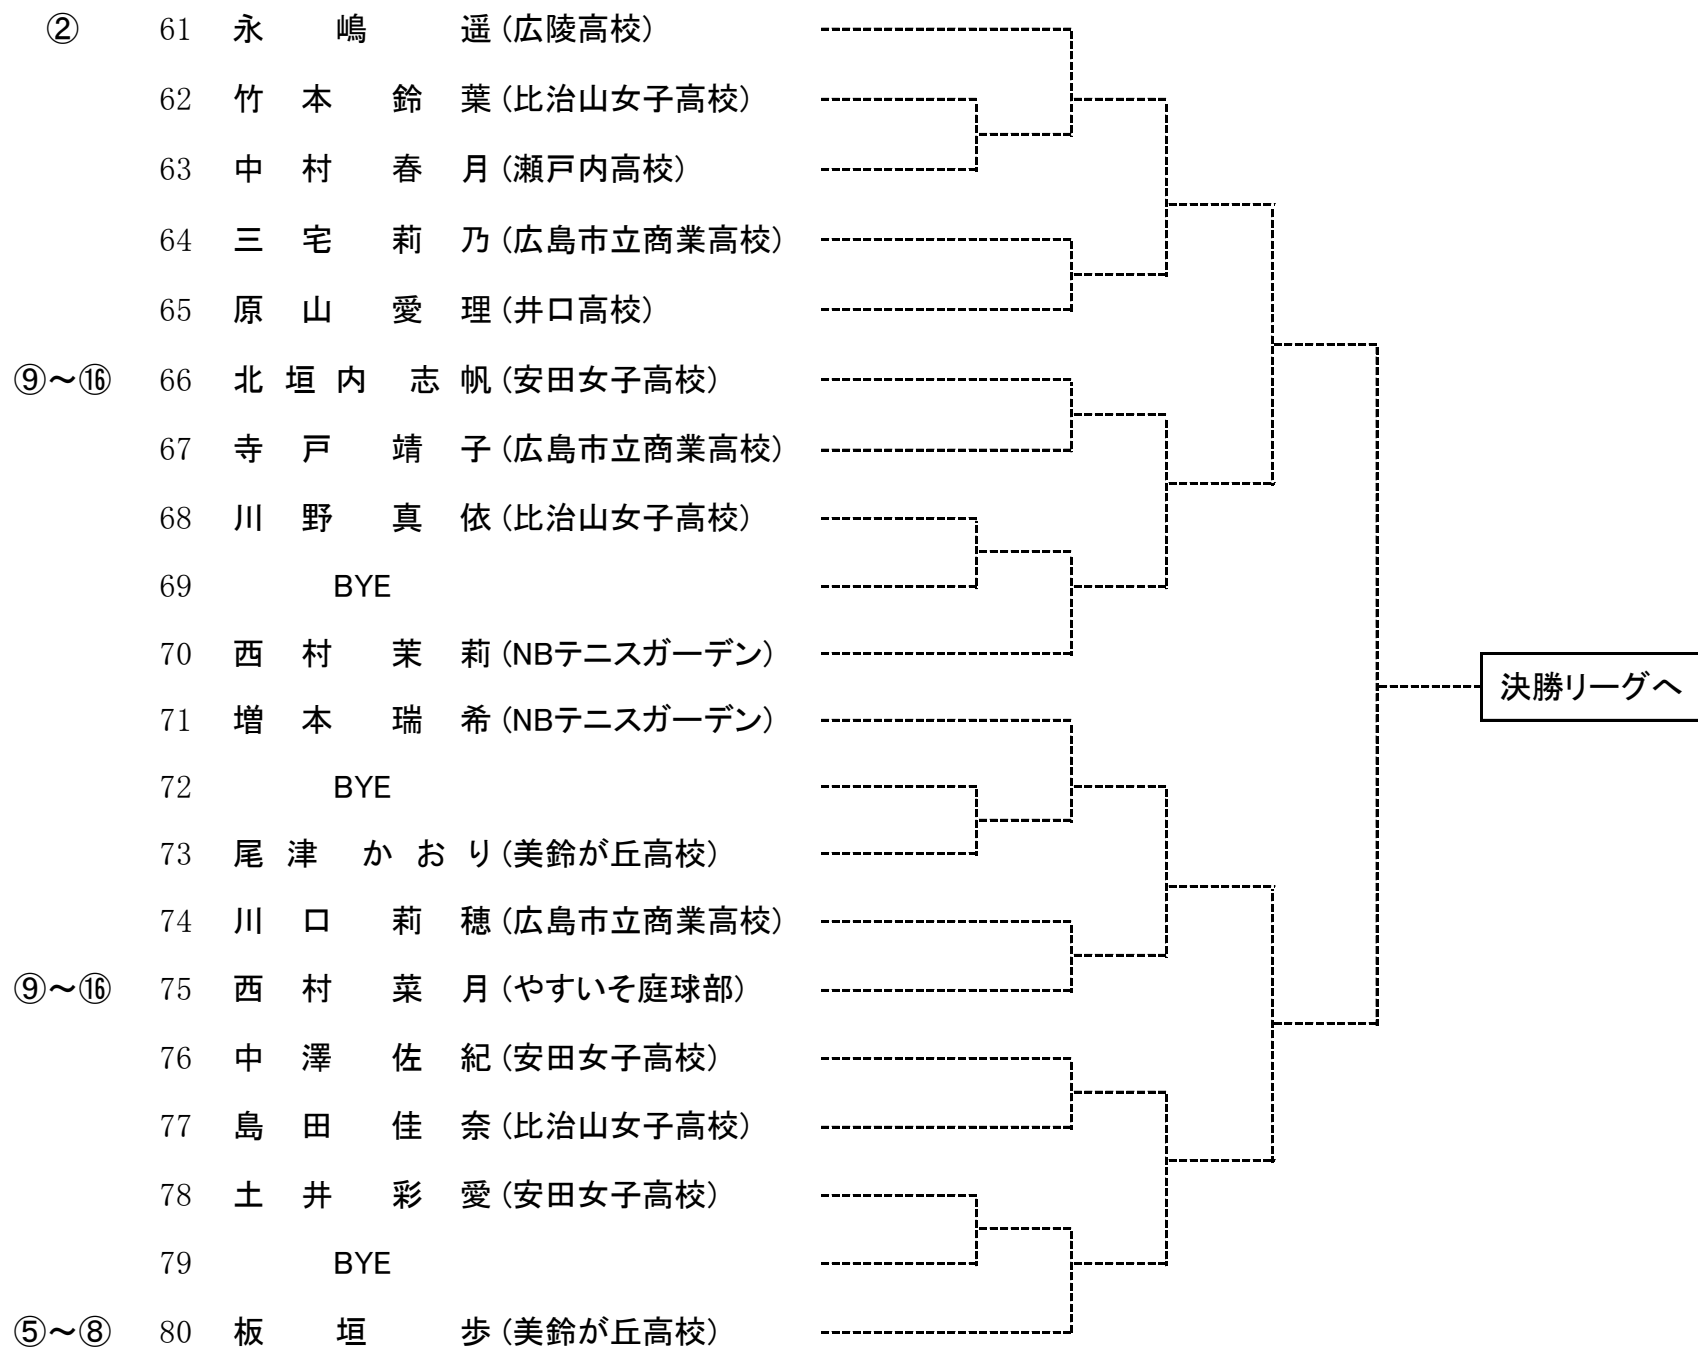 ② 61 永嶋 遥 (広陵高校)
62 竹本 鈴葉 (比治山女子高校)
63 中村 春月 (瀬戸内高校)
64 三宅 莉乃 (広島市立商業高校)
65 原山 愛理 (井口高校)
⑨～⑯ 66 北垣内 志帆 (安田女子高校)
67 寺戸 靖子 (広島市立商業高校)
68 川野 真依 (比治山女子高校)
69 BYE
70 西村 茉莉 (NBテニスガーデン)
決勝リーグへ
71 増本 瑞希 (NBテニスガーデン)
72 BYE
73 尾津 かおり (美鈴が丘高校)
74 川口 莉穂 (広島市立商業高校)
⑨～⑯ 75 西村 菜月 (やすいそ庭球部)
76 中澤 佐紀 (安田女子高校)
77 島田 佳奈 (比治山女子高校)
78 土井 彩愛 (安田女子高校)
79 BYE
⑤～⑧ 80 板垣 歩 (美鈴が丘高校)